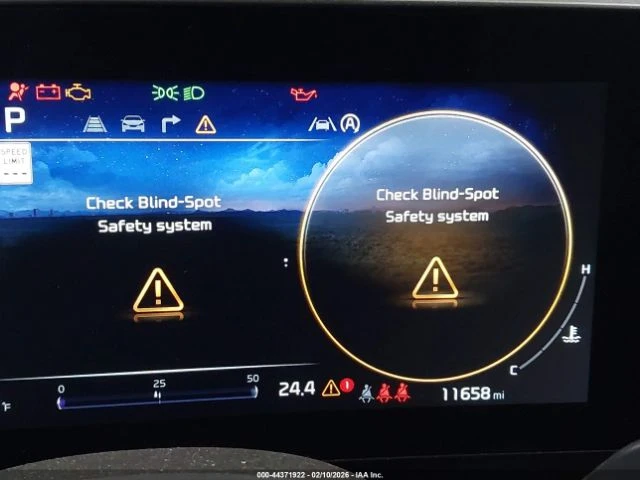 P
SPEED
LIMIT
---
A
Check Blind-Spot
Safety system
Check Blind-Spot
Safety system
:
H
C
0 25 50
°F
24.4
11658 mi
000-44371922 - 02/10/2026 - IAA Inc.